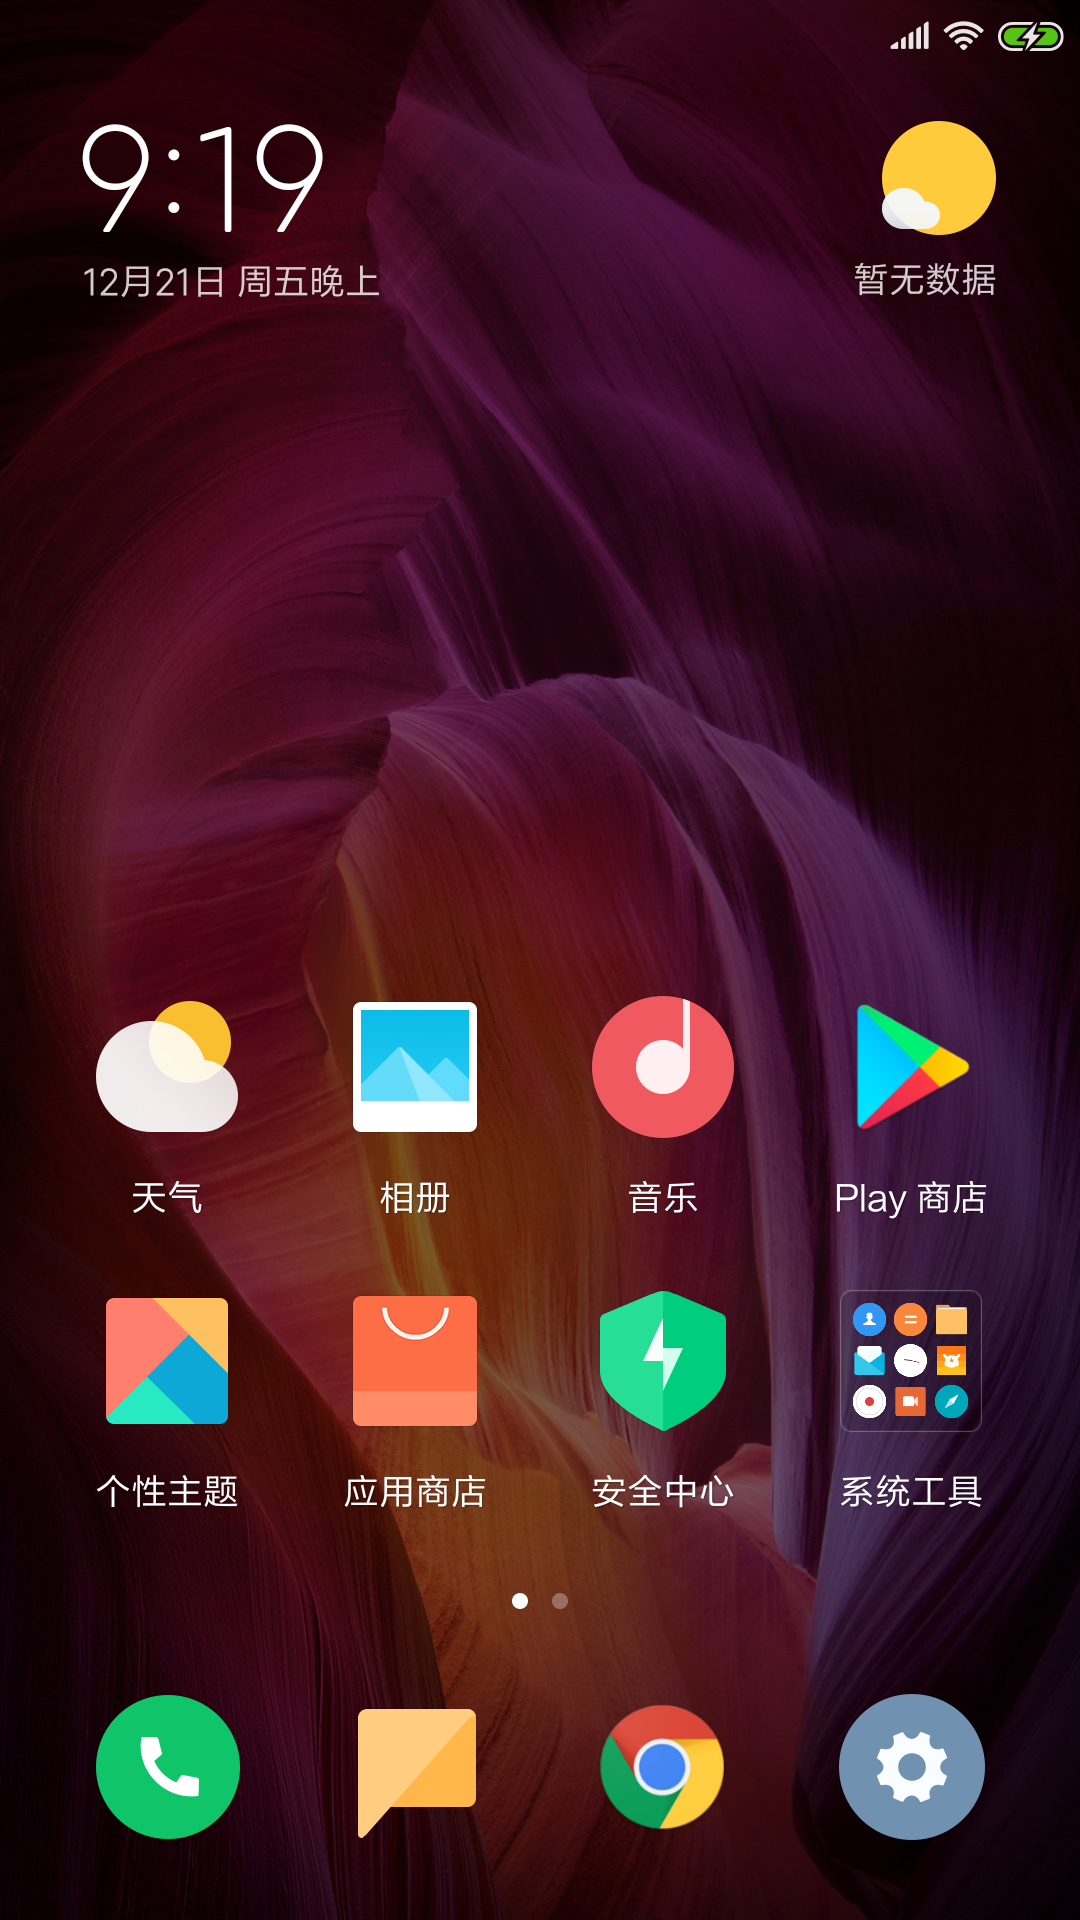 9:19
12月21日 周五晚上
暂无数据
天气
相册
音乐
Play 商店
个性主题
应用商店
安全中心
系统工具